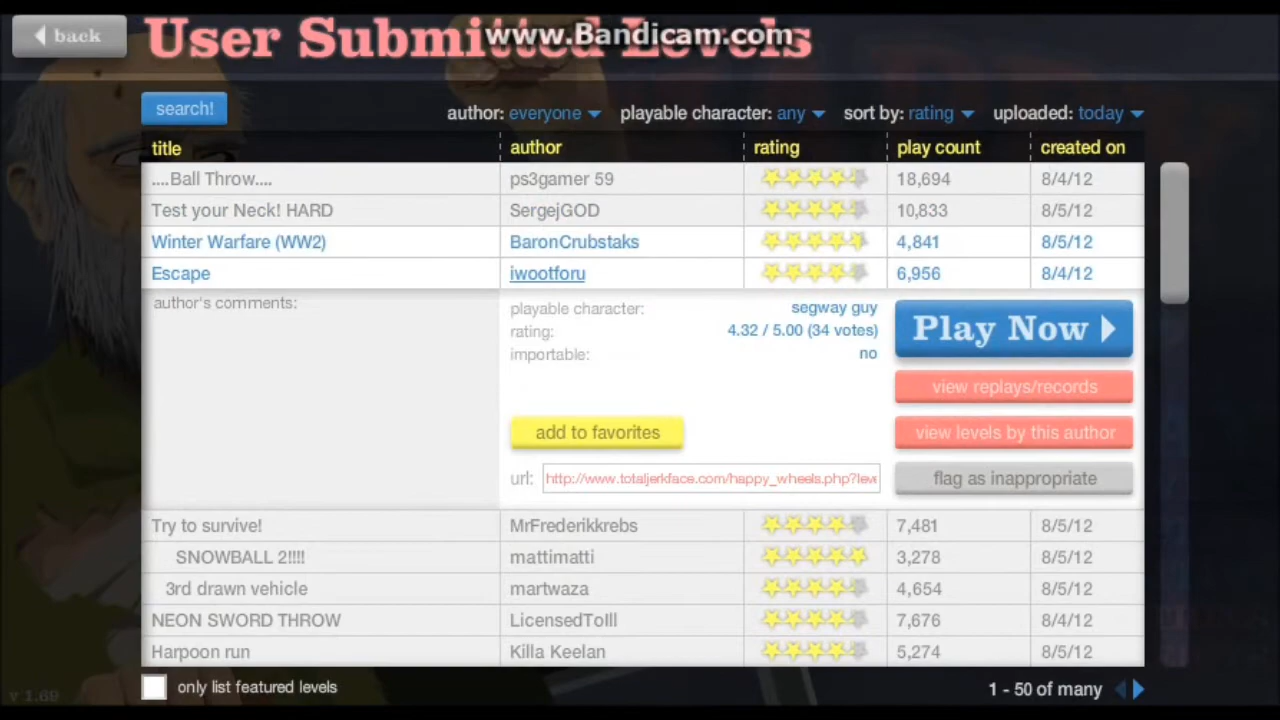 back
User Submitted Levels
www.Bandicam.com
search!
author: everyone playable character: any sort by: rating uploaded: today
title author rating play count created on
....Ball Throw.... ps3gamer 59 18,694 8/4/12
Test your Neck! HARD SergejGOD 10,833 8/5/12
Winter Warfare (WW2) BaronCrubstaks 4,841 8/5/12
Escape iwootforu 6,956 8/4/12
author's comments:
playable character: segway guy
rating: 4.32 / 5.00 (34 votes)
importable: no
Play Now
view replays/records
add to favorites
view levels by this author
url: http://www.totaljerkface.com/happy_wheels.php?leve
flag as inappropriate
Try to survive! MrFrederikkrebs 7,481 8/5/12
SNOWBALL 2!!!! mattimatti 3,278 8/5/12
3rd drawn vehicle martwaza 4,654 8/5/12
NEON SWORD THROW LicensedToIll 7,676 8/4/12
Harpoon run Killa Keelan 5,274 8/5/12
only list featured levels
1 - 50 of many
v 1.69